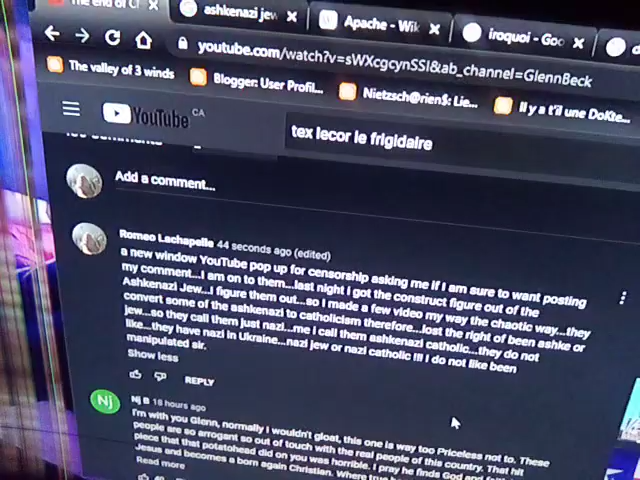 The end of
ashkenazi jew
Apache - Wik
iroquoi - Goo
youtube.com/watch?v=sWXcgcynSSI&ab_channel=GlennBeck
The valley of 3 winds
Blogger: User Profil...
Nietzsch@rien$: Lie...
Il y a t'il une DoKte...
YouTube CA
tex lecor le frigidaire
Add a comment...
Romeo Lachapelle 44 seconds ago (edited)
a new window YouTube pop up for censorship asking me if I am sure to want posting
my comment...I am on to them...last night i got the construct figure out of the
Ashkenazi Jew...I figure them out...so I made a few video my way the chaotic way...they
convert some of the ashkenazi to catholicism therefore...lost the right of been ashke or
jew...so they call them just nazi...me i call them ashkenazi catholic...they do not
like...they have nazi in Ukraine...nazi jew or nazi catholic !!! I do not like been
manipulated sir.
Show less
REPLY
Nj
Nj B 18 hours ago
I'm with you Glenn, normally I wouldn't gloat, this one is way too Priceless not to. These
people are so arrogant so out of touch with the real people of this country. That hit
piece that that potatohead did on you was horrible. I pray he finds God and
Jesus and becomes a born again Christian. Where true
Read more